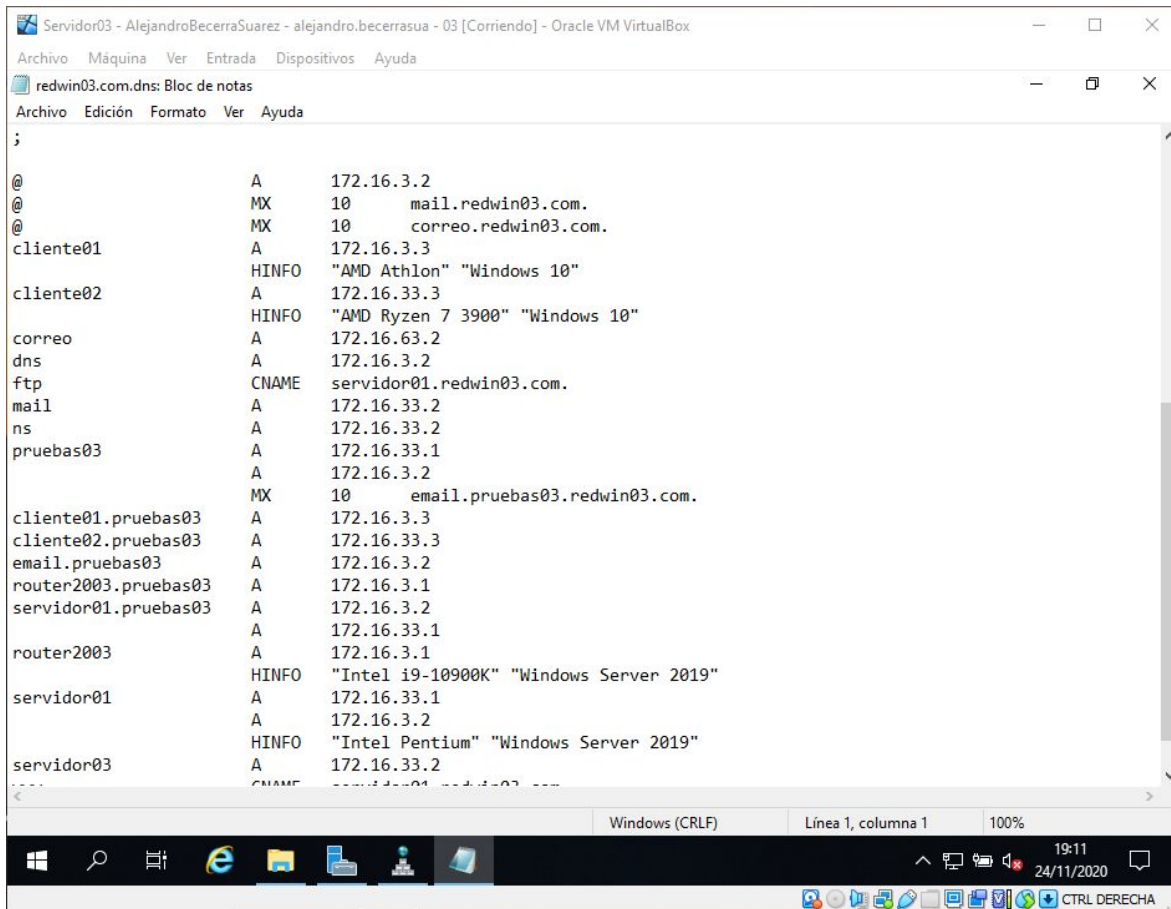 Servidor03 - AlejandroBecerraSuarez - alejandro.becerrasua - 03 [Corriendo] - Oracle VM VirtualBox
Archivo Máquina Ver Entrada Dispositivos Ayuda
redwin03.com.dns: Bloc de notas
Archivo Edición Formato Ver Ayuda
;
@ A 172.16.3.2
@ MX 10 mail.redwin03.com.
@ MX 10 correo.redwin03.com.
cliente01 A 172.16.3.3
HINFO "AMD Athlon" "Windows 10"
cliente02 A 172.16.33.3
HINFO "AMD Ryzen 7 3900" "Windows 10"
correo A 172.16.63.2
dns A 172.16.3.2
ftp CNAME servidor01.redwin03.com.
mail A 172.16.33.2
ns A 172.16.33.2
pruebas03 A 172.16.33.1
A 172.16.3.2
MX 10 email.pruebas03.redwin03.com.
cliente01.pruebas03 A 172.16.3.3
cliente02.pruebas03 A 172.16.33.3
email.pruebas03 A 172.16.3.2
router2003.pruebas03 A 172.16.3.1
servidor01.pruebas03 A 172.16.3.2
A 172.16.33.1
router2003 A 172.16.3.1
HINFO "Intel i9-10900K" "Windows Server 2019"
servidor01 A 172.16.33.1
A 172.16.3.2
HINFO "Intel Pentium" "Windows Server 2019"
servidor03 A 172.16.33.2
CNAME servidor01.redwin03.com.
Windows (CRLF) Línea 1, columna 1 100%
19:11
24/11/2020
CTRL DERECHA